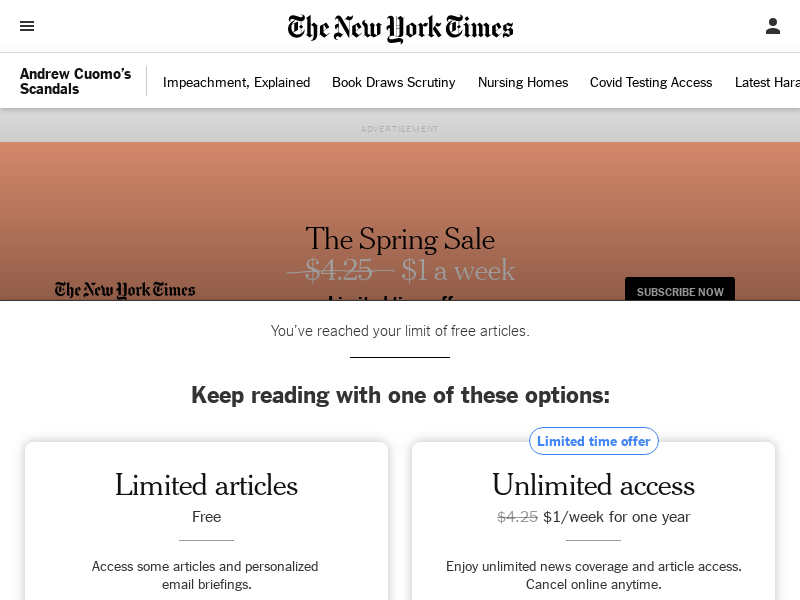 The New York Times
Andrew Cuomo's
Scandals
Impeachment, Explained
Book Draws Scrutiny
Nursing Homes
Covid Testing Access
Latest Hara
ADVERTISEMENT
The Spring Sale
$4.25 $1 a week
The New York Times
SUBSCRIBE NOW
You've reached your limit of free articles.
Keep reading with one of these options:
Limited articles
Free
Access some articles and personalized
email briefings.
Limited time offer
Unlimited access
$4.25 $1/week for one year
Enjoy unlimited news coverage and article access.
Cancel online anytime.